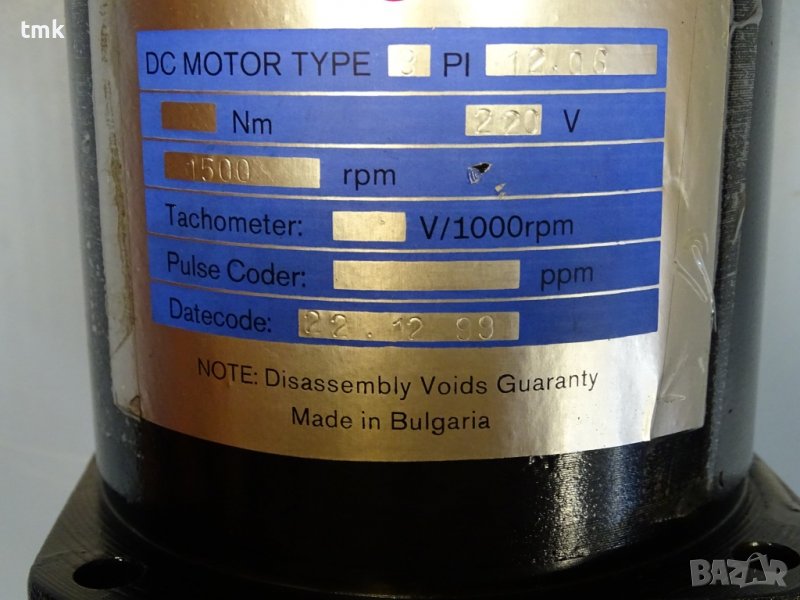 tmk
DC MOTOR TYPE 3 PI 12.06
Nm 220 V
1500 rpm
Tachometer: V/1000rpm
Pulse Coder: ppm
Datecode: 22.12 99
NOTE: Disassembly Voids Guaranty
Made in Bulgaria
BAZAR